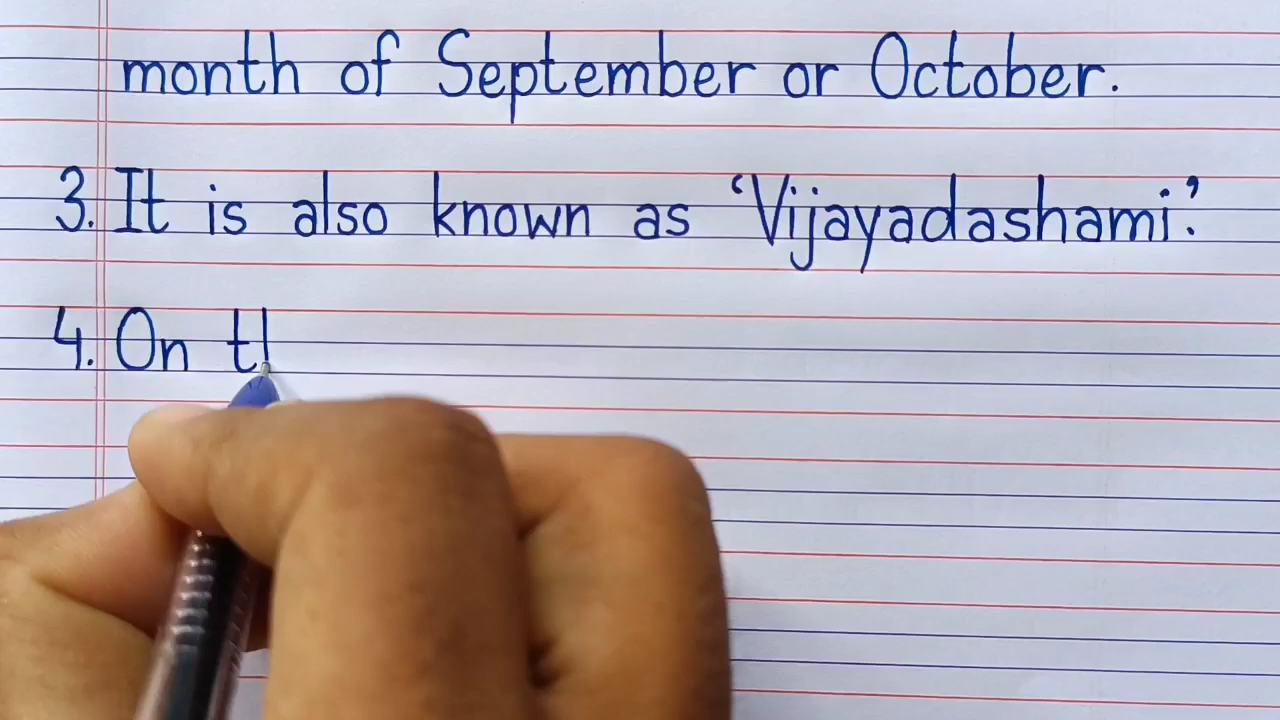 month of September or October.
3. It is also known as 'Vijayadashami'.
4. On